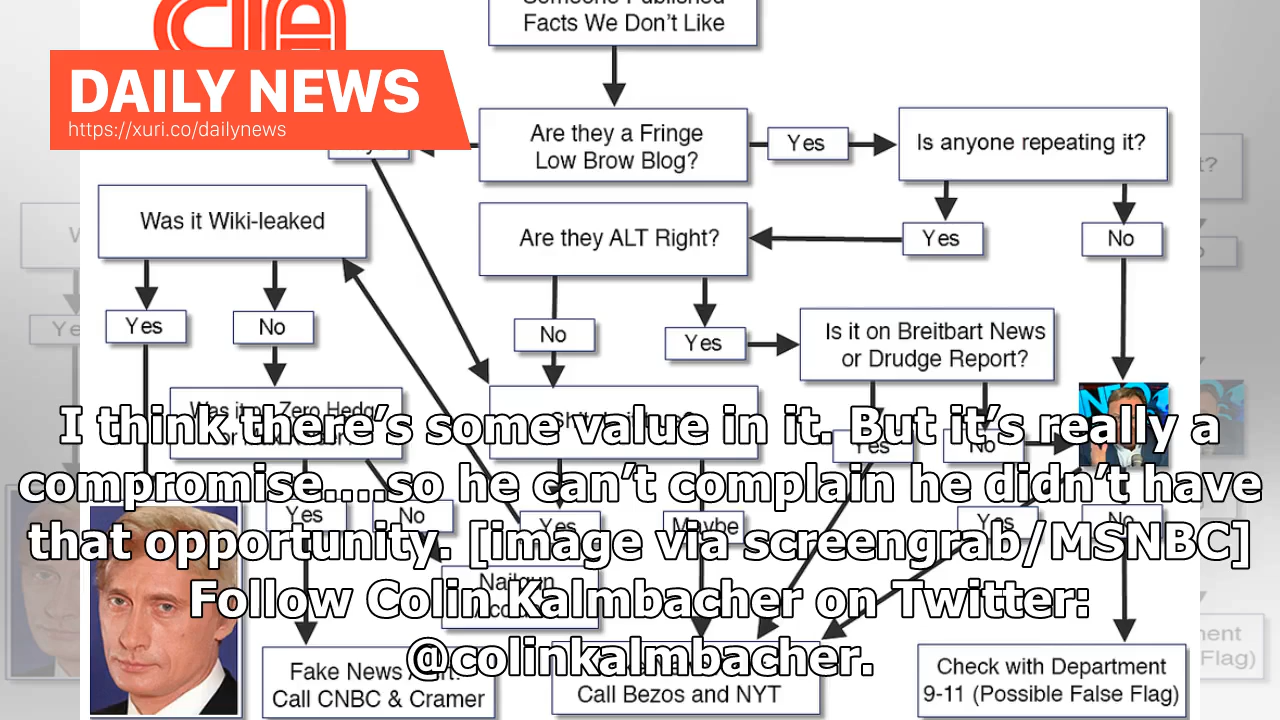 CIA
Someone Published
Facts We Don't Like
DAILY NEWS
https://xuri.co/dailynews
Are they a Fringe
Low Brow Blog?
Yes
Is anyone repeating it?
Was it Wiki-leaked
Are they ALT Right?
Yes
No
Yes
No
No
Yes
Is it on Breitbart News
or Drudge Report?
I think there's some value in it. But it's really a
compromise....so he can't complain he didn't have
that opportunity. [image via screengrab/MSNBC]
Follow Colin Kalmbacher on Twitter:
@colinkalmbacher.
Yes
No
Yes
No
Yes
Maybe
Yes
No
Nailgun
Fake News
Call CNBC & Cramer
Call Bezos and NYT
Check with Department
9-11 (Possible False Flag)